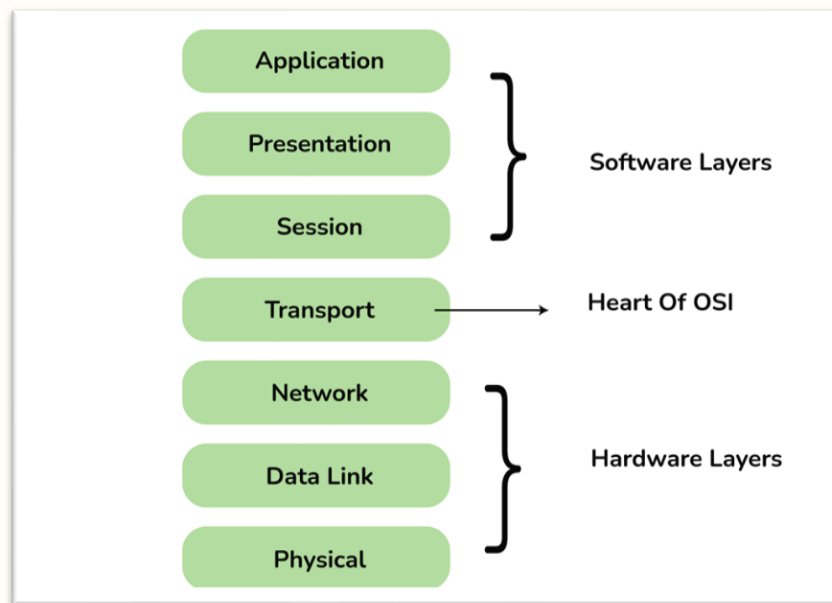 Application
Presentation
Software Layers
Session
Transport
Heart Of OSI
Network
Hardware Layers
Data Link
Physical